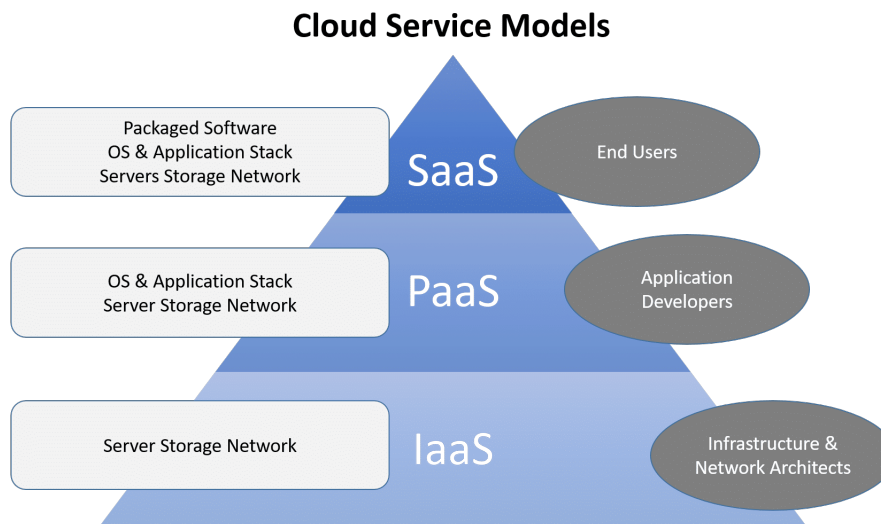 Cloud Service Models
Packaged Software
OS & Application Stack
Servers Storage Network
SaaS
End Users
OS & Application Stack
Server Storage Network
PaaS
Application
Developers
Server Storage Network
IaaS
Infrastructure &
Network Architects